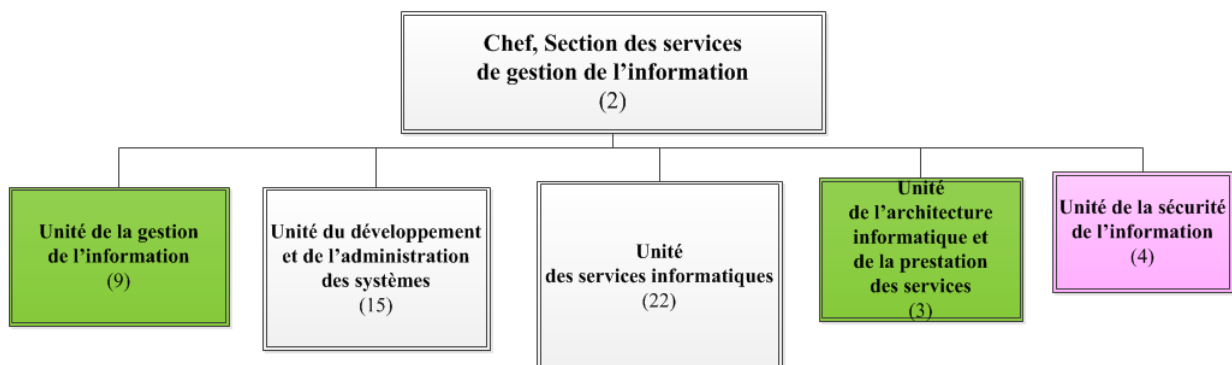 Chef, Section des services
de gestion de l’information
(2)
Unité de la gestion
de l’information
(9)
Unité du développement
et de l’administration
des systèmes
(15)
Unité
des services informatiques
(22)
Unité
de l’architecture
informatique et
de la prestation
des services
(3)
Unité de la sécurité
de l’information
(4)